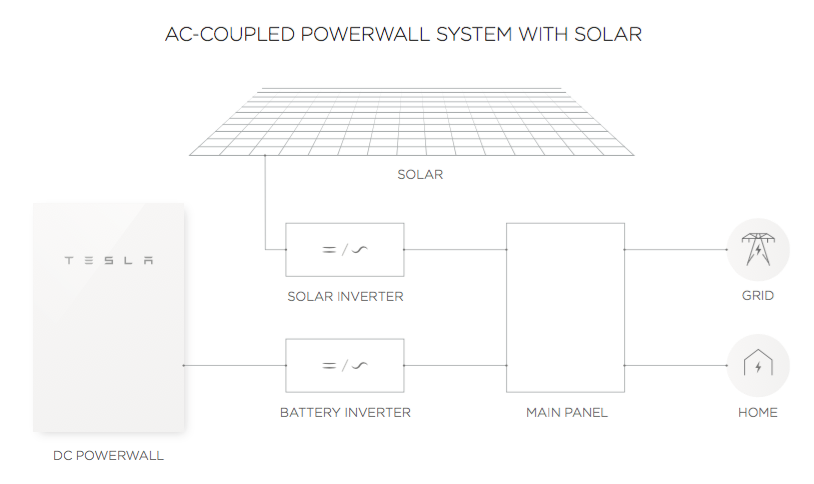 AC-COUPLED POWERWALL SYSTEM WITH SOLAR
SOLAR
TESLA
SOLAR INVERTER
GRID
BATTERY INVERTER
MAIN PANEL
HOME
DC POWERWALL